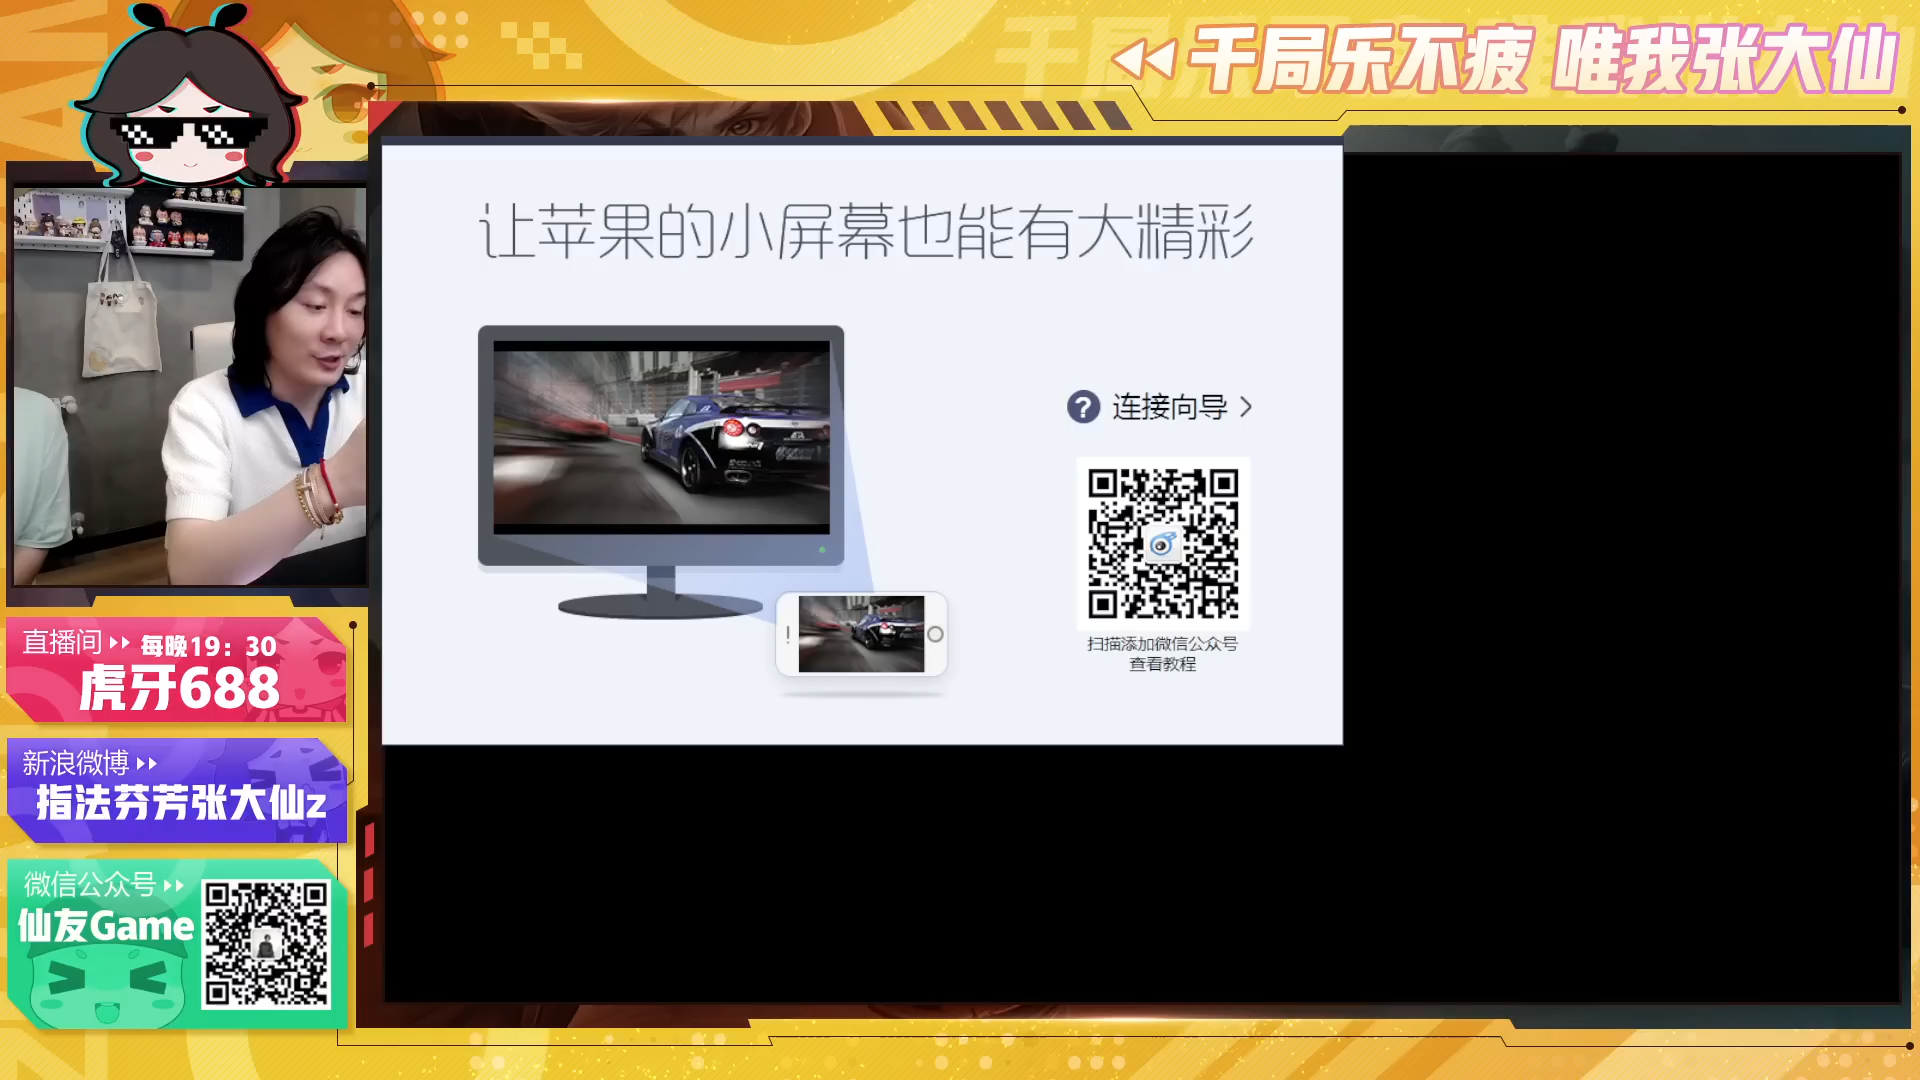 千局乐不疲 唯我张大仙
让苹果的小屏幕也能有大精彩
连接向导
扫描添加微信公众号
查看教程
直播间 每晚19:30
虎牙688
新浪微博
指法芬芳张大仙z
微信公众号
仙友Game